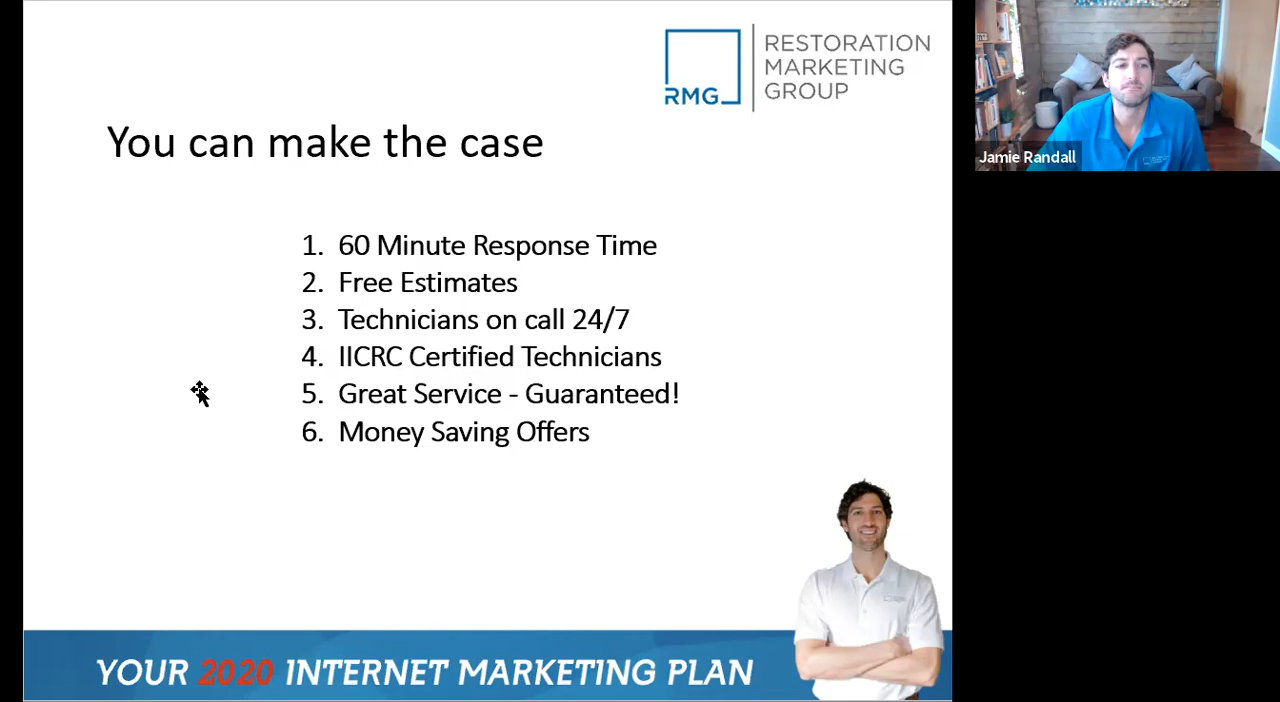 RESTORATION
MARKETING
GROUP
RMG
You can make the case
1. 60 Minute Response Time
2. Free Estimates
3. Technicians on call 24/7
4. IICRC Certified Technicians
5. Great Service - Guaranteed!
6. Money Saving Offers
YOUR 2020 INTERNET MARKETING PLAN
Jamie Randall